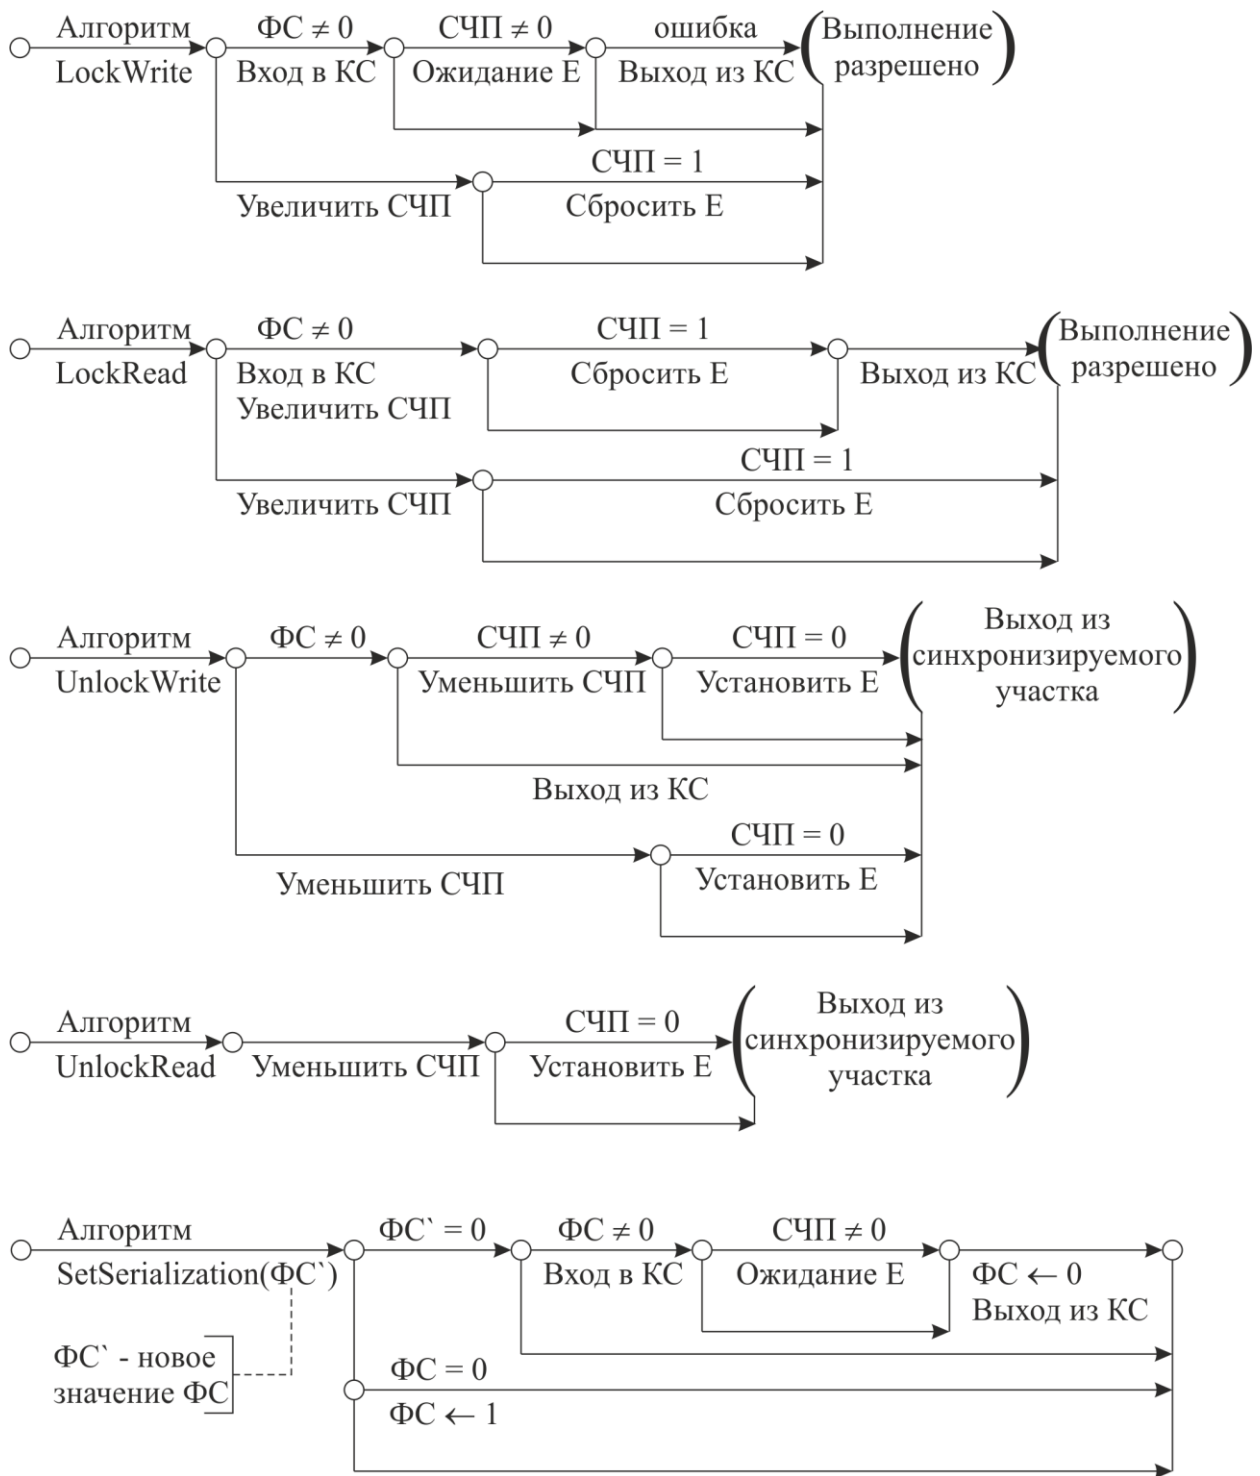 Алгоритм
LockWrite
ФС ≠ 0
Вход в КС
СЧП ≠ 0
Ожидание Е
ошибка
Выход из КС
Выполнение
разрешено
Увеличить СЧП
СЧП = 1
Сбросить Е
Алгоритм
LockRead
ФС ≠ 0
Вход в КС
Увеличить СЧП
СЧП = 1
Сбросить Е
Выход из КС
Выполнение
разрешено
Увеличить СЧП
СЧП = 1
Сбросить Е
Алгоритм
UnlockWrite
ФС ≠ 0
СЧП ≠ 0
Уменьшить СЧП
СЧП = 0
Установить Е
Выход из
синхронизируемого
участка
Выход из КС
Уменьшить СЧП
СЧП = 0
Установить Е
Алгоритм
UnlockRead
Уменьшить СЧП
СЧП = 0
Установить Е
Выход из
синхронизируемого
участка
Алгоритм
SetSerialization(ФС`)
ФС` = 0
ФС ≠ 0
Вход в КС
СЧП ≠ 0
Ожидание Е
ФС ← 0
Выход из КС
ФС` - новое
значение ФС
ФС = 0
ФС ← 1